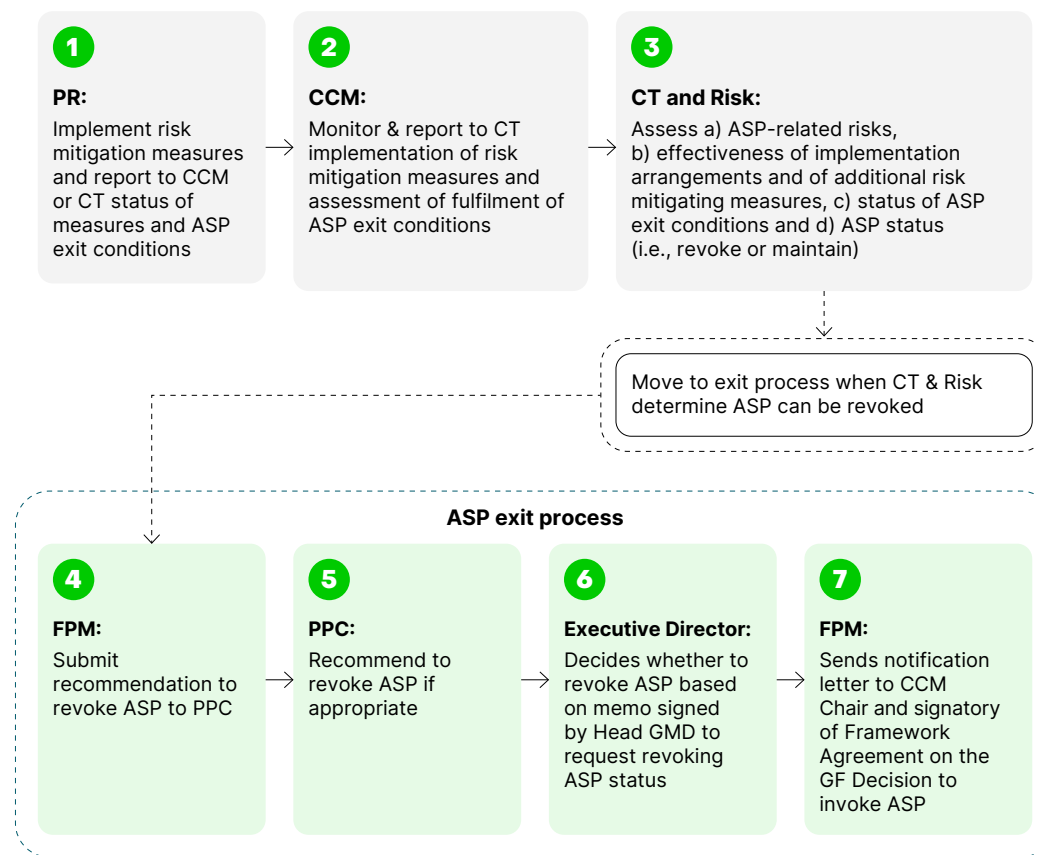 1
PR:
Implement risk
mitigation measures
and report to CCM
or CT status of
measures and ASP
exit conditions
2
CCM:
Monitor & report to CT
implementation of risk
mitigation measures and
assessment of fulfilment of
ASP exit conditions
3
CT and Risk:
Assess a) ASP-related risks,
b) effectiveness of implementation
arrangements and of additional risk
mitigating measures, c) status of ASP
exit conditions and d) ASP status
(i.e., revoke or maintain)
Move to exit process when CT & Risk
determine ASP can be revoked
ASP exit process
4
FPM:
Submit
recommendation to
revoke ASP to PPC
5
PPC:
Recommend to
revoke ASP if
appropriate
6
Executive Director:
Decides whether to
revoke ASP based
on memo signed
by Head GMD to
request revoking
ASP status
7
FPM:
Sends notification
letter to CCM
Chair and signatory
of Framework
Agreement on the
GF Decision to
invoke ASP